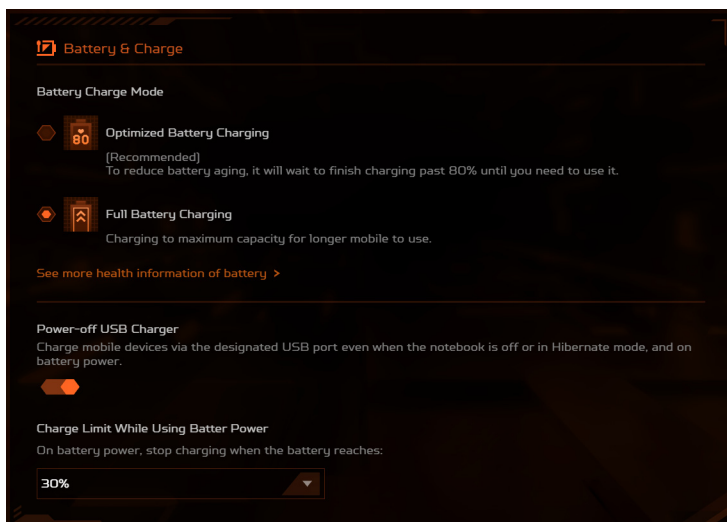 Battery & Charge
Battery Charge Mode
80
Optimized Battery Charging
(Recommended)
To reduce battery aging, it will wait to finish charging past 80% until you need to use it.
Full Battery Charging
Charging to maximum capacity for longer mobile to use.
See more health information of battery >
Power-off USB Charger
Charge mobile devices via the designated USB port even when the notebook is off or in Hibernate mode, and on
battery power.
Charge Limit While Using Batter Power
On battery power, stop charging when the battery reaches:
30%